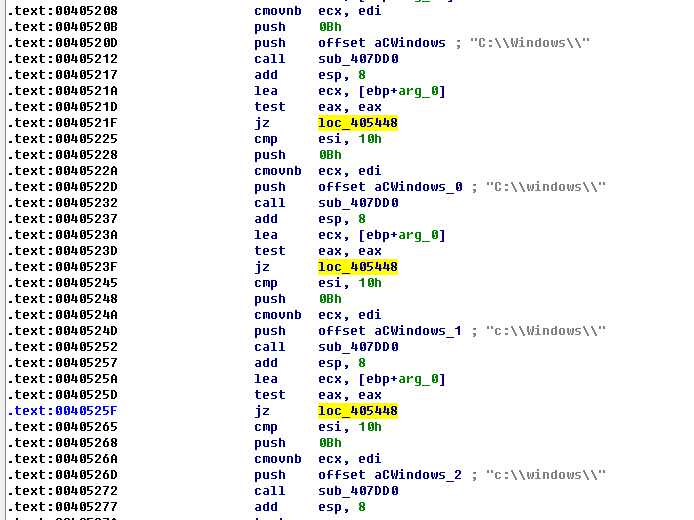 .text:00405208 cmovnb ecx, edi
.text:0040520B push 0Bh
.text:0040520D push offset aCWindows ; "C:\\Windows\\"
.text:00405212 call sub_407DD0
.text:00405217 add esp, 8
.text:0040521A lea ecx, [ebp+arg_0]
.text:0040521D test eax, eax
.text:0040521F jz loc_405448
.text:00405225 cmp esi, 10h
.text:00405228 push 0Bh
.text:0040522A cmovnb ecx, edi
.text:0040522D push offset aCWindows_0 ; "C:\\windows\\"
.text:00405232 call sub_407DD0
.text:00405237 add esp, 8
.text:0040523A lea ecx, [ebp+arg_0]
.text:0040523D test eax, eax
.text:0040523F jz loc_405448
.text:00405245 cmp esi, 10h
.text:00405248 push 0Bh
.text:0040524A cmovnb ecx, edi
.text:0040524D push offset aCWindows_1 ; "c:\\Windows\\"
.text:00405252 call sub_407DD0
.text:00405257 add esp, 8
.text:0040525A lea ecx, [ebp+arg_0]
.text:0040525D test eax, eax
.text:0040525F jz loc_405448
.text:00405265 cmp esi, 10h
.text:00405268 push 0Bh
.text:0040526A cmovnb ecx, edi
.text:0040526D push offset aCWindows_2 ; "c:\\windows\\"
.text:00405272 call sub_407DD0
.text:00405277 add esp, 8